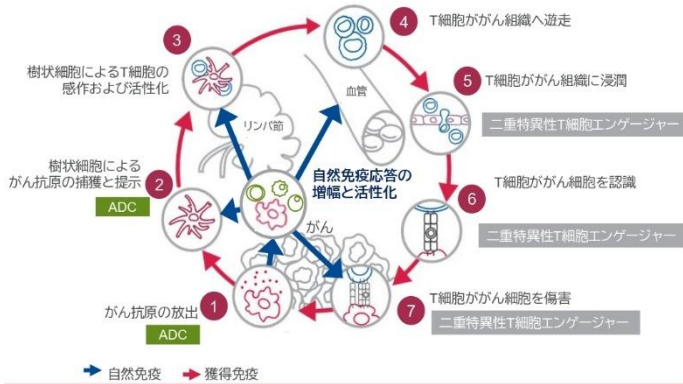 4
T細胞ががん組織へ遊走
3
樹状細胞によるT細胞の
感作および活性化
血管
5
T細胞ががん組織に浸潤
二重特異性T細胞エンゲージャー
リンパ節
樹状細胞による
がん抗原の捕獲と提示
2
ADC
自然免疫応答の
増幅と活性化
がん
T細胞ががん細胞を認識
6
二重特異性T細胞エンゲージャー
がん抗原の放出
1
ADC
7
T細胞ががん細胞を傷害
二重特異性T細胞エンゲージャー
自然免疫
獲得免疫